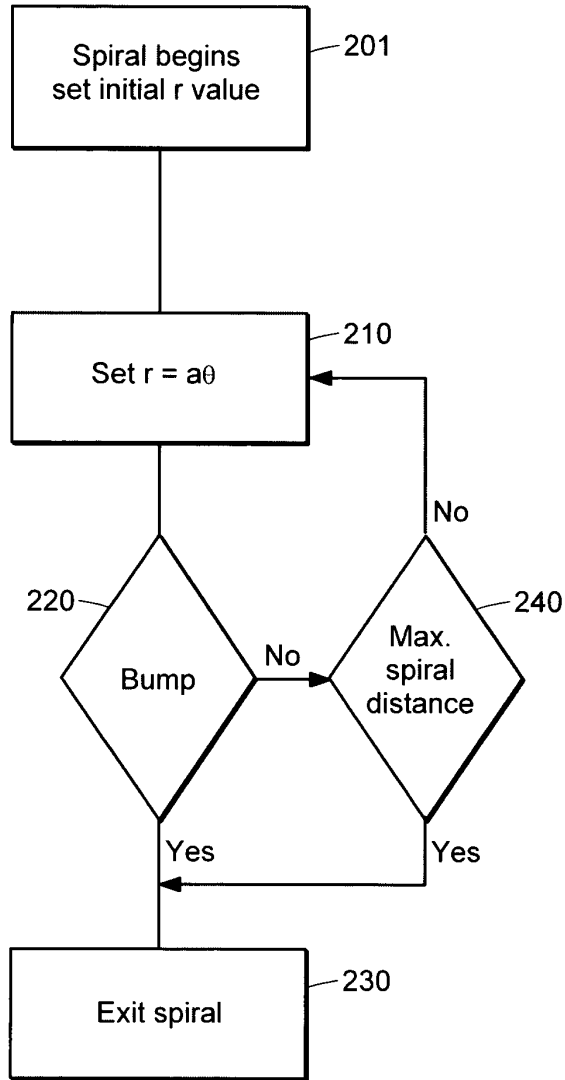 Spiral begins
set initial r value
201
210
Set r = aθ
No
220
240
Bump
No
Max.
spiral
distance
Yes
Yes
230
Exit spiral